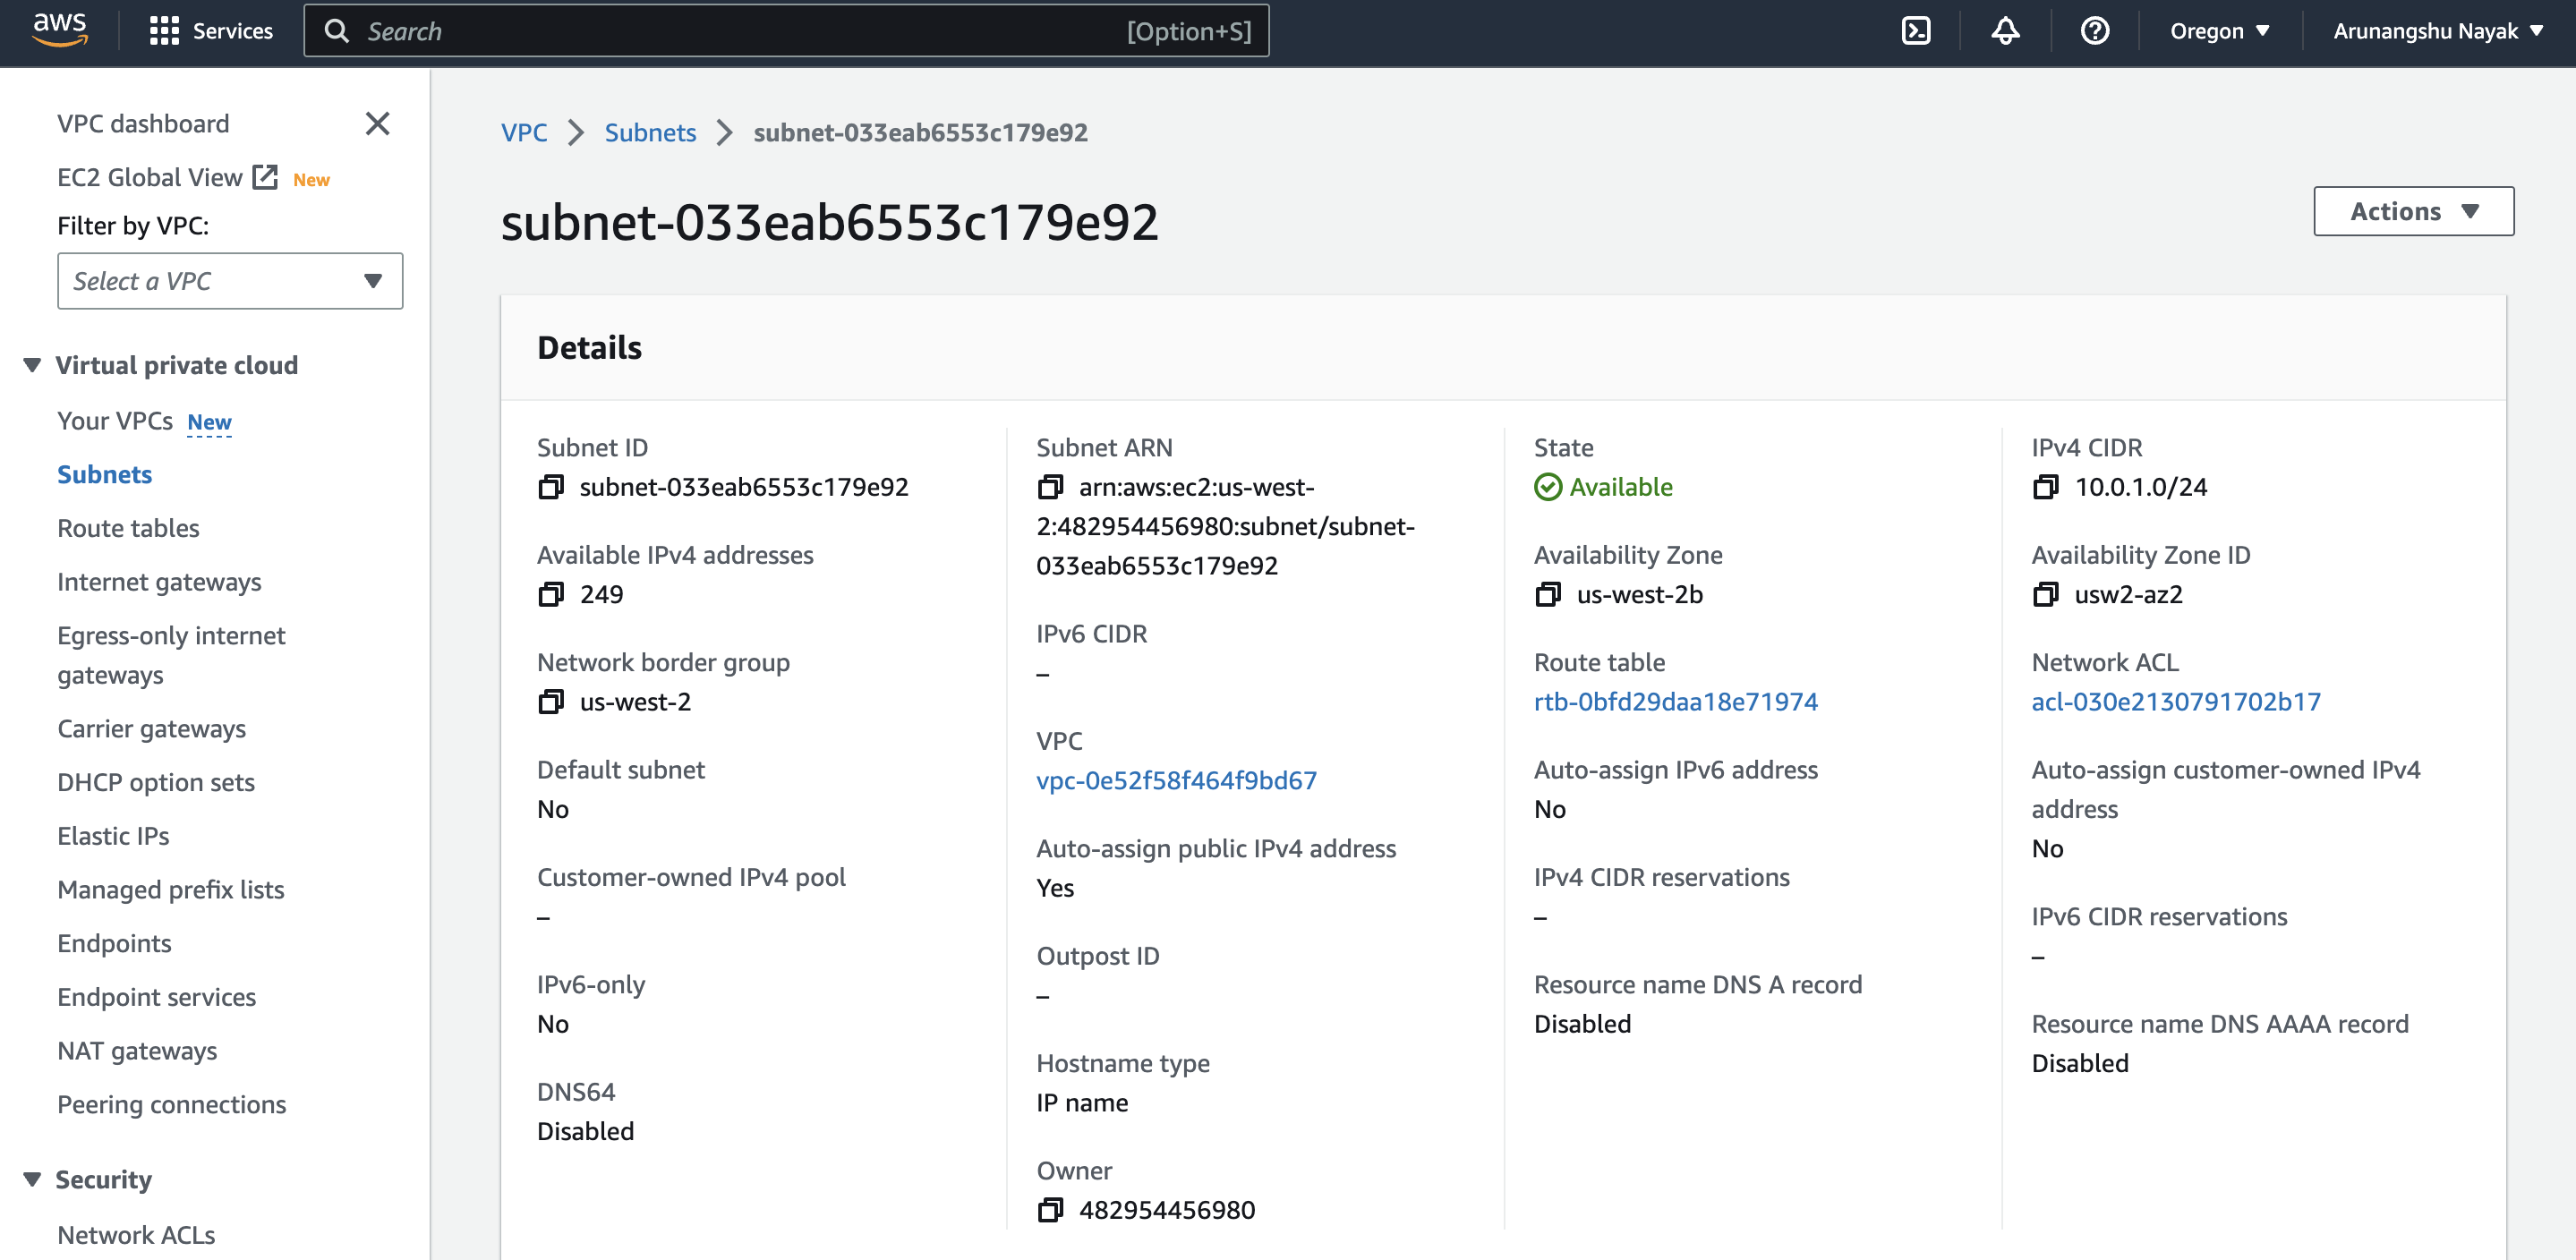 aws
Services
Search
[Option+S]
Oregon
Arunangshu Nayak
VPC dashboard
EC2 Global View New
Filter by VPC:
Select a VPC
Virtual private cloud
Your VPCs New
Subnets
Route tables
Internet gateways
Egress-only internet
gateways
Carrier gateways
DHCP option sets
Elastic IPs
Managed prefix lists
Endpoints
Endpoint services
NAT gateways
Peering connections
Security
Network ACLs
VPC > Subnets > subnet-033eab6553c179e92
subnet-033eab6553c179e92
Actions
Details
Subnet ID
subnet-033eab6553c179e92
Available IPv4 addresses
249
Network border group
us-west-2
Default subnet
No
Customer-owned IPv4 pool
–
IPv6-only
No
DNS64
Disabled
Subnet ARN
arn:aws:ec2:us-west-
2:482954456980:subnet/subnet-
033eab6553c179e92
IPv6 CIDR
–
VPC
vpc-0e52f58f464f9bd67
Auto-assign public IPv4 address
Yes
Outpost ID
–
Hostname type
IP name
Owner
482954456980
State
Available
Availability Zone
us-west-2b
Route table
rtb-0bfd29daa18e71974
Auto-assign IPv6 address
No
IPv4 CIDR reservations
–
Resource name DNS A record
Disabled
IPv4 CIDR
10.0.1.0/24
Availability Zone ID
usw2-az2
Network ACL
acl-030e2130791702b17
Auto-assign customer-owned IPv4
address
No
IPv6 CIDR reservations
–
Resource name DNS AAAA record
Disabled